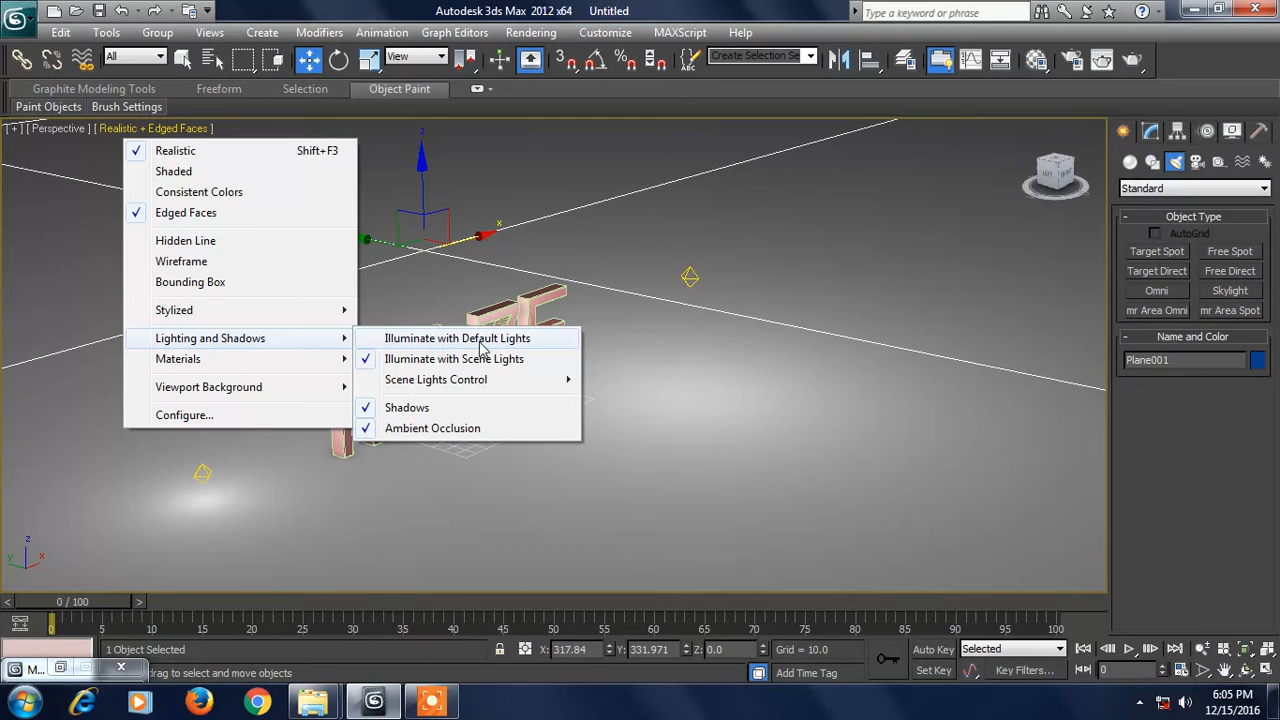 Autodesk 3ds Max 2012 x64 Untitled
Type a keyword or phrase
Edit Tools Group Views Create Modifiers Animation Graph Editors Rendering Customize MAXScript Help
All View Create Selection Se
Graphite Modeling Tools Freeform Selection Object Paint
Paint Objects Brush Settings
[ + ] [ Perspective ] [ Realistic + Edged Faces ]
Realistic Shift+F3
Shaded
Consistent Colors
Edged Faces
Hidden Line
Wireframe
Bounding Box
Stylized
Lighting and Shadows
Materials
Viewport Background
Configure...
Illuminate with Default Lights
Illuminate with Scene Lights
Scene Lights Control
Shadows
Ambient Occlusion
Standard
- Object Type
AutoGrid
Target Spot Free Spot
Target Direct Free Direct
Omni Skylight
mr Area Omni mr Area Spot
- Name and Color
Plane001
z
x
z
y x
< 0 / 100 >
0 5 10 15 20 25 30 35 40 45 50 55 60 65 70 75 80 85 90 95 100
1 Object Selected X: 317.84 Y: 331.971 Z: 0.0 Grid = 10.0 Auto Key Selected
M... drag to select and move objects Add Time Tag Set Key Key Filters... 0
6:05 PM
12/15/2016